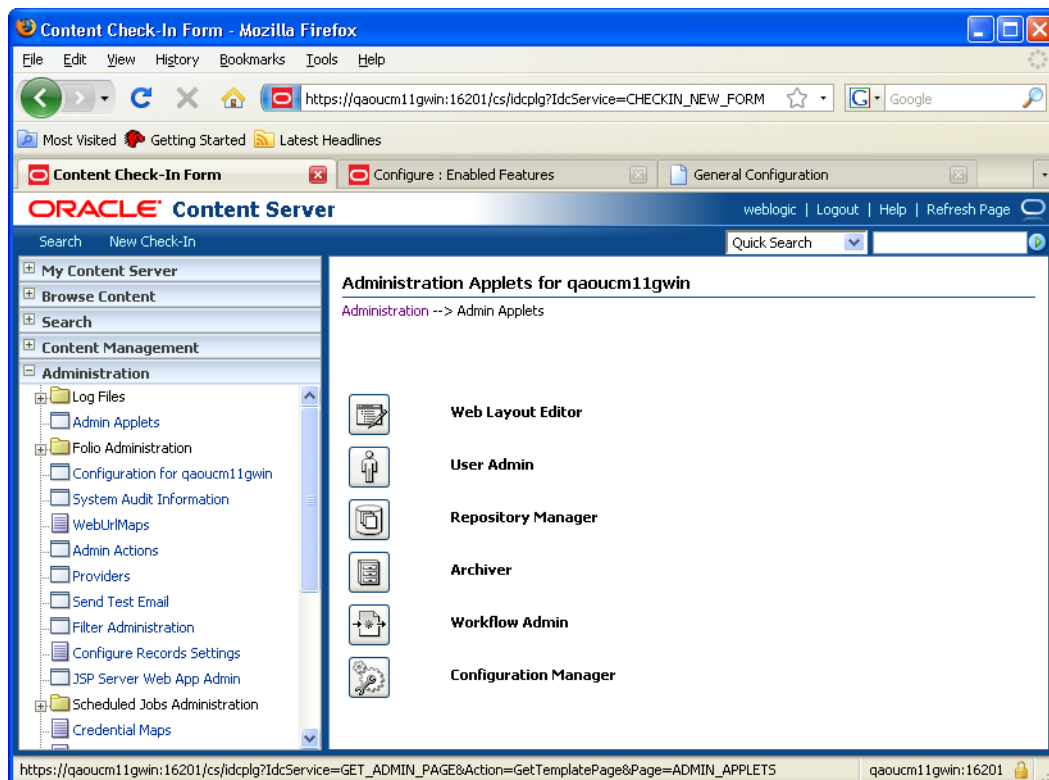 Content Check-In Form - Mozilla Firefox
File Edit View History Bookmarks Tools Help
https://qaoucm11gwin:16201/cs/idcplg?IdcService=CHECKIN_NEW_FORM G Google
Most Visited Getting Started Latest Headlines
Content Check-In Form Configure : Enabled Features General Configuration
ORACLE Content Server weblogic | Logout | Help | Refresh Page
Search New Check-In Quick Search
My Content Server
Browse Content
Search
Content Management
Administration
Log Files
Admin Applets
Folio Administration
Configuration for qaoucm11gwin
System Audit Information
WebUrlMaps
Admin Actions
Providers
Send Test Email
Filter Administration
Configure Records Settings
JSP Server Web App Admin
Scheduled Jobs Administration
Credential Maps
Administration Applets for qaoucm11gwin
Administration --> Admin Applets
Web Layout Editor
User Admin
Repository Manager
Archiver
Workflow Admin
Configuration Manager
https://qaoucm11gwin:16201/cs/idcplg?IdcService=GET_ADMIN_PAGE&Action=GetTemplatePage&Page=ADMIN_APPLETS qaoucm11gwin:16201